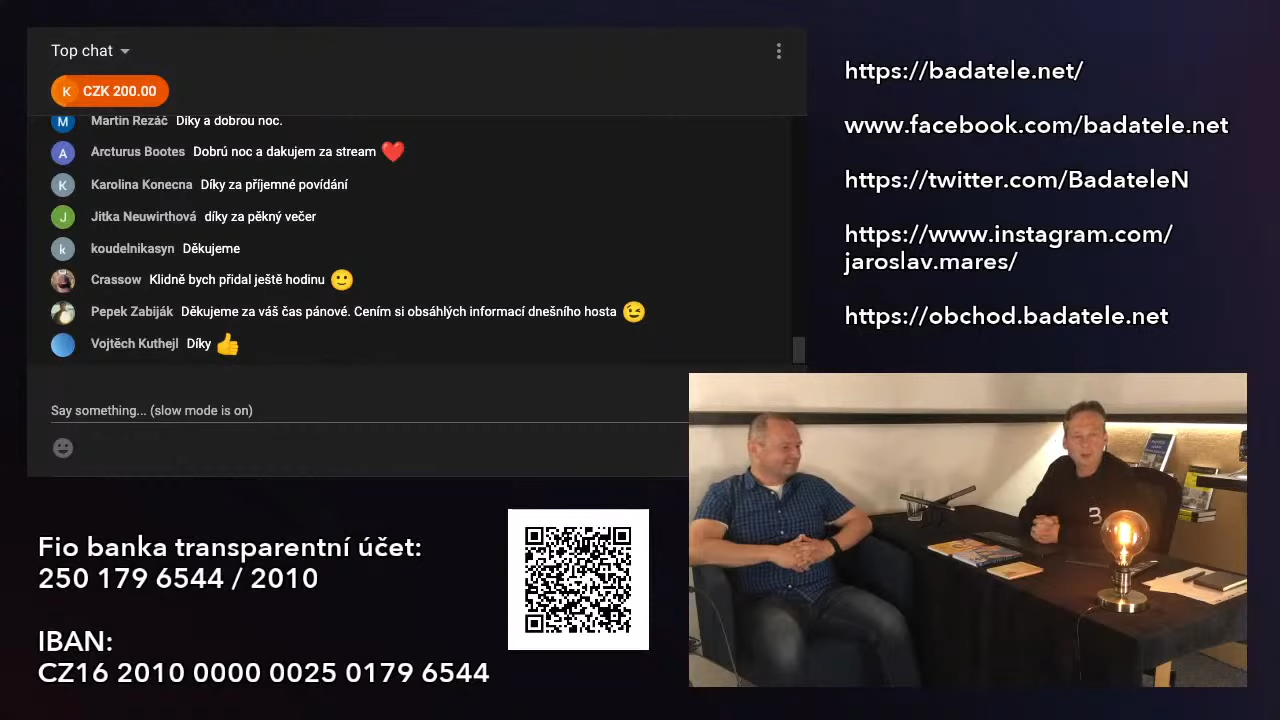 Top chat
K CZK 200.00
M Martin Rezáč Díky a dobrou noc.
A Arcturus Bootes Dobrú noc a dakujem za stream ❤️
K Karolina Konecna Díky za příjemné povídání
J Jitka Neuwirthová díky za pěkný večer
k koudelnikasyn Děkujeme
Crassow Klidně bych přidal ještě hodinu 🙂
Pepek Zabiják Děkujeme za váš čas pánové. Cením si obsáhlých informací dnešního hosta 😉
Vojtěch Kuthejl Díky 👍
Say something... (slow mode is on)
https://badatele.net/
www.facebook.com/badatele.net
https://twitter.com/BadateleN
https://www.instagram.com/
jaroslav.mares/
https://obchod.badatele.net
Fio banka transparentní účet:
250 179 6544 / 2010
IBAN:
CZ16 2010 0000 0025 0179 6544